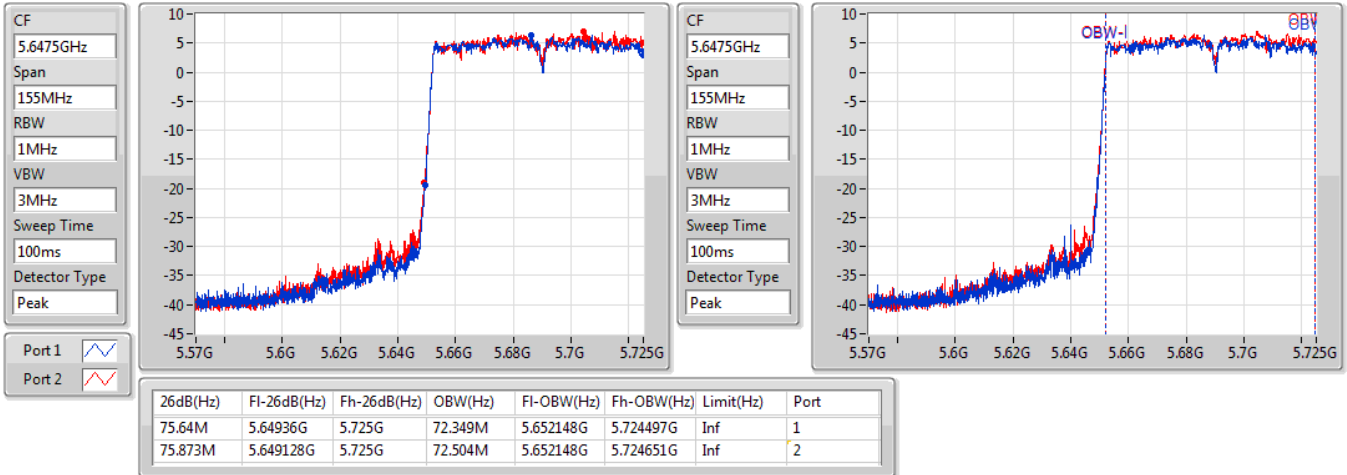 CF
5.6475GHz
Span
155MHz
RBW
1MHz
VBW
3MHz
Sweep Time
100ms
Detector Type
Peak
Port 1
Port 2
10
5
0
-5
-10
-15
-20
-25
-30
-35
-40
-45
5.57G 5.6G 5.62G 5.64G 5.66G 5.68G 5.7G 5.725G
CF
5.6475GHz
Span
155MHz
RBW
1MHz
VBW
3MHz
Sweep Time
100ms
Detector Type
Peak
10
5
0
-5
-10
-15
-20
-25
-30
-35
-40
-45
OBW-l
OBW
5.57G 5.6G 5.62G 5.64G 5.66G 5.68G 5.7G 5.725G
26dB(Hz) Fl-26dB(Hz) Fh-26dB(Hz) OBW(Hz) Fl-OBW(Hz) Fh-OBW(Hz) Limit(Hz) Port
75.64M 5.64936G 5.725G 72.349M 5.652148G 5.724497G Inf 1
75.873M 5.649128G 5.725G 72.504M 5.652148G 5.724651G Inf 2